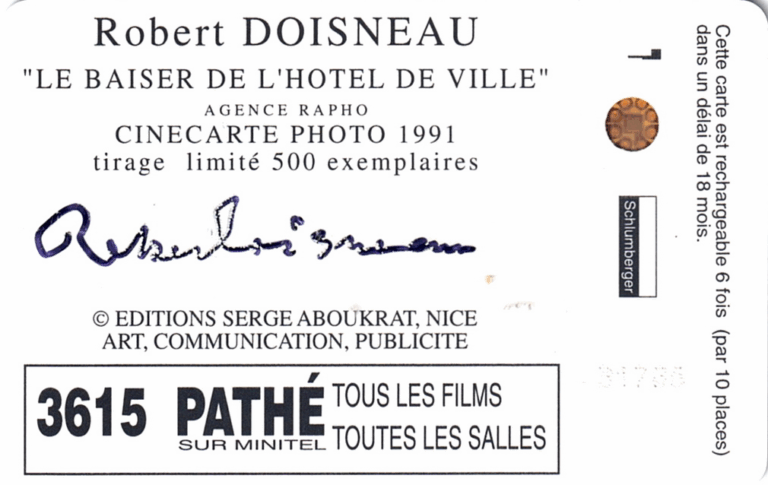 Robert DOISNEAU
"LE BAISER DE L'HOTEL DE VILLE"
AGENCE RAPHO
CINECARTE PHOTO 1991
tirage limité 500 exemplaires
Robert Doisneau
© EDITIONS SERGE ABOUKRAT, NICE
ART, COMMUNICATION, PUBLICITE
3615 PATHÉ
SUR MINITEL
TOUS LES FILMS
TOUTES LES SALLES
Schlumberger
Cette carte est rechargeable 6 fois (par 10 places)
dans un délai de 18 mois.